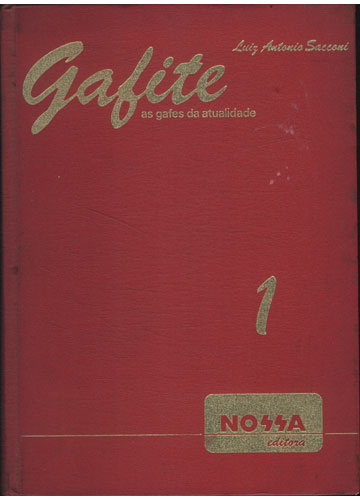 Luiz Antonio Sacconi
Gafite
as gafes da atualidade
1
NOSSA
editora